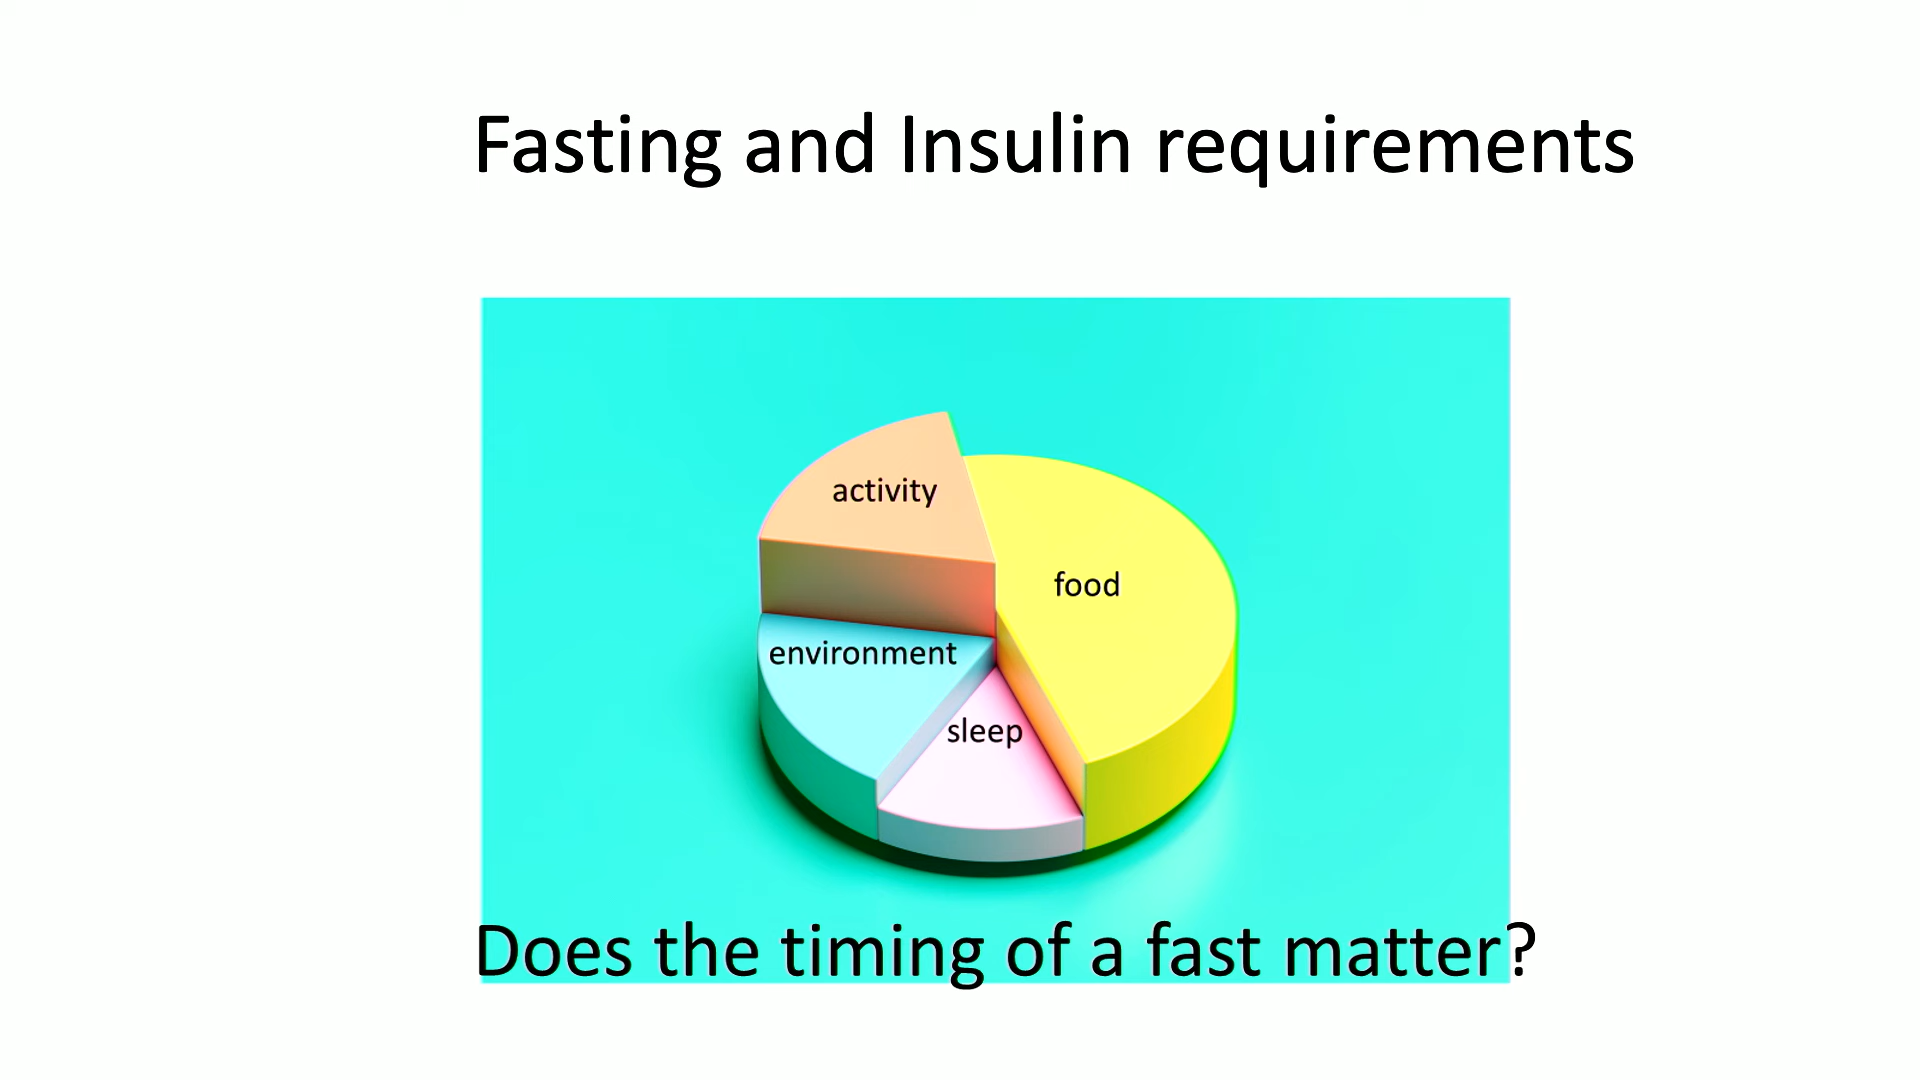 Fasting and Insulin requirements
activity
food
environment
sleep
Does the timing of a fast matter?